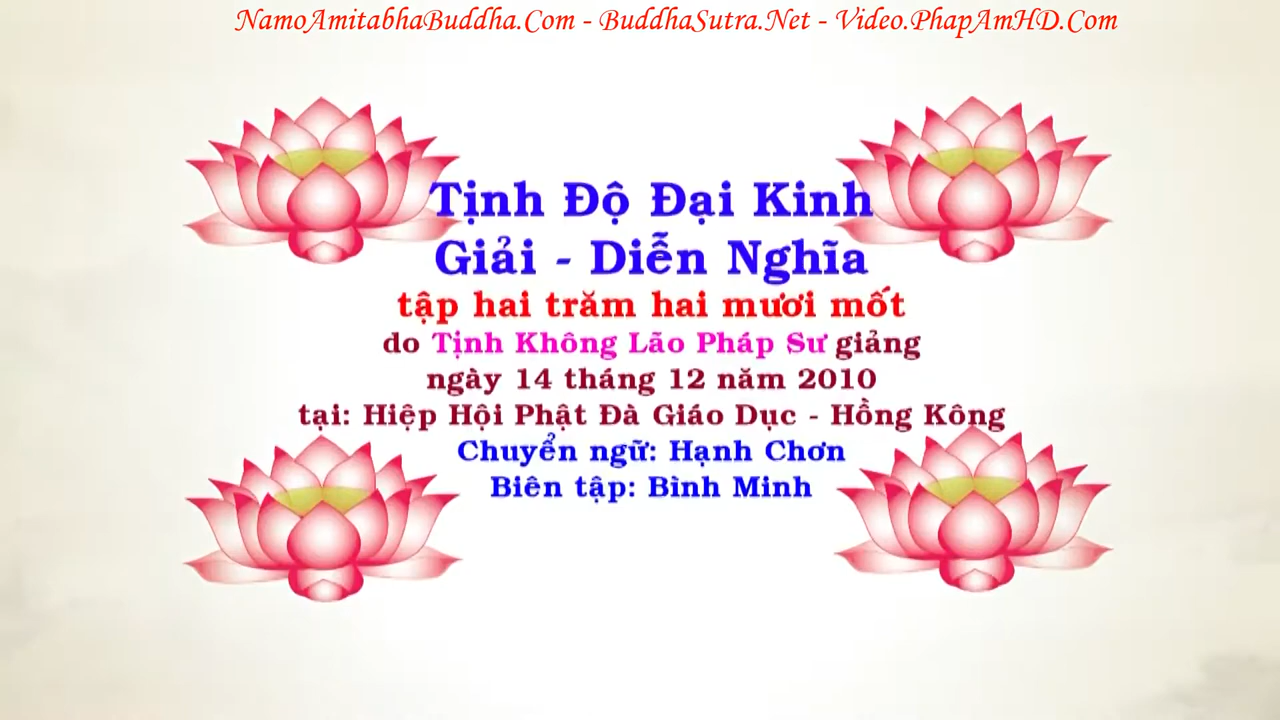 NamoAmitabhaBuddha.Com - BuddhaSutra.Net - Video.PhapAmHD.Com
Tịnh Độ Đại Kinh
Giải - Diễn Nghĩa
tập hai trăm hai mươi mốt
do Tịnh Không Lão Pháp Sư giảng
ngày 14 tháng 12 năm 2010
tại: Hiệp Hội Phật Đà Giáo Dục - Hồng Kông
Chuyển ngữ: Hạnh Chơn
Biên tập: Bình Minh